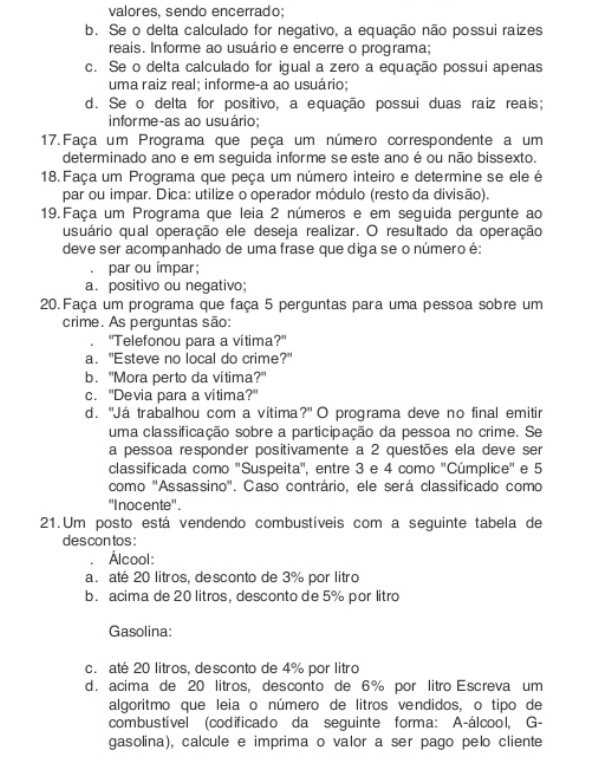 valores, sendo encerrado;
b. Se o delta calculado for negativo, a equação não possui raizes
reais. Informe ao usuário e encerre o programa;
c. Se o delta calculado for igual a zero a equação possui apenas
uma raiz real; informe-a ao usuário;
d. Se o delta for positivo, a equação possui duas raiz reais;
informe-as ao usuário;
17. Faça um Programa que peça um número correspondente a um
determinado ano e em seguida informe se este ano é ou não bissexto.
18. Faça um Programa que peça um número inteiro e determine se ele é
par ou impar. Dica: utilize o operador módulo (resto da divisão).
19. Faça um Programa que leia 2 números e em seguida pergunte ao
usuário qual operação ele deseja realizar. O resultado da operação
deve ser acompanhado de uma frase que diga se o número é:
. par ou ímpar;
a. positivo ou negativo;
20. Faça um programa que faça 5 perguntas para uma pessoa sobre um
crime. As perguntas são:
. "Telefonou para a vítima?"
a. "Esteve no local do crime?"
b. "Mora perto da vítima?"
c. "Devia para a vítima?"
d. "Já trabalhou com a vítima?" O programa deve no final emitir
uma classificação sobre a participação da pessoa no crime. Se
a pessoa responder positivamente a 2 questões ela deve ser
classificada como "Suspeita", entre 3 e 4 como "Cúmplice" e 5
como "Assassino". Caso contrário, ele será classificado como
"Inocente".
21. Um posto está vendendo combustíveis com a seguinte tabela de
descontos:
. Álcool:
a. até 20 litros, desconto de 3% por litro
b. acima de 20 litros, desconto de 5% por litro
Gasolina:
c. até 20 litros, desconto de 4% por litro
d. acima de 20 litros, desconto de 6% por litro Escreva um
algoritmo que leia o número de litros vendidos, o tipo de
combustível (codificado da seguinte forma: A-álcool, G-
gasolina), calcule e imprima o valor a ser pago pelo cliente